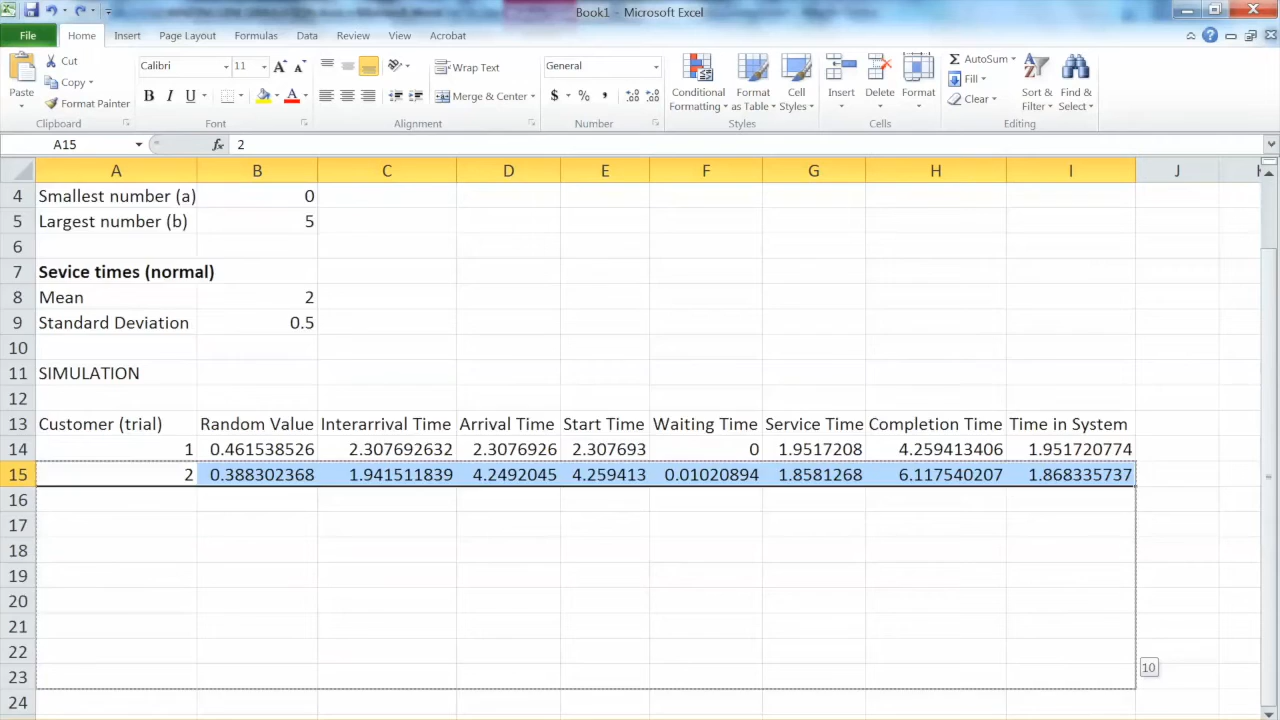 Book1 - Microsoft Excel
File Home Insert Page Layout Formulas Data Review View Acrobat
Paste
Cut
Copy
Format Painter
Clipboard
Calibri 11 A A
B I U A
Font
Wrap Text
Merge & Center
Alignment
General
$ % ,
Number
Conditional Formatting
Format as Table
Cell Styles
Styles
Insert Delete Format
Cells
Σ AutoSum
Fill
Clear
Sort & Filter
Find & Select
Editing
A15 fx 2
A B C D E F G H I J
4 Smallest number (a) 0
5 Largest number (b) 5
6
7 Sevice times (normal)
8 Mean 2
9 Standard Deviation 0.5
10
11 SIMULATION
12
13 Customer (trial) Random Value Interarrival Time Arrival Time Start Time Waiting Time Service Time Completion Time Time in System
14 1 0.461538526 2.307692632 2.3076926 2.307693 0 1.9517208 4.259413406 1.951720774
15 2 0.388302368 1.941511839 4.2492045 4.259413 0.01020894 1.8581268 6.117540207 1.868335737
16
17
18
19
20
21
22
23
10
24